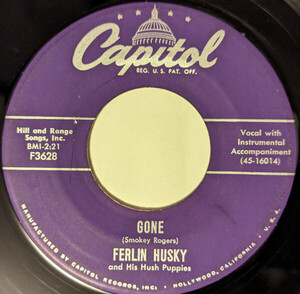 Capitol
REG. U.S. PAT. OFF.
Hill and Range
Songs, Inc.
BMI-2:21
F3628
Vocal with
Instrumental
Accompaniment
(45-16014)
GONE
(Smokey Rogers)
FERLIN HUSKY
and His Hush Puppies
MANUFACTURED BY CAPITOL RECORDS, INC. • HOLLYWOOD, CALIFORNIA • U.S.A.